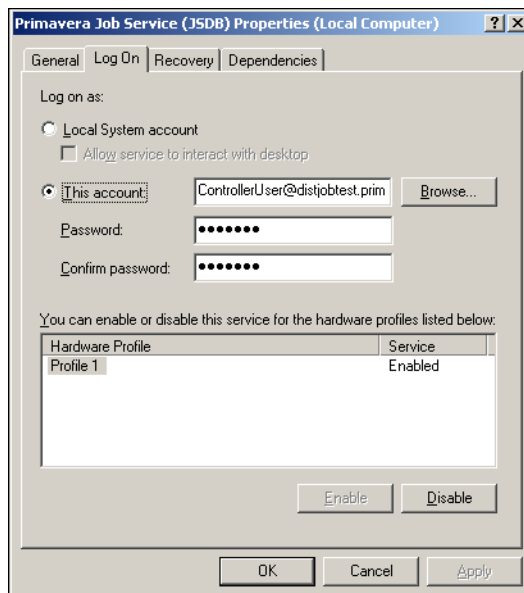 Primavera Job Service (JSDB) Properties (Local Computer)
General Log On Recovery Dependencies
Log on as:
Local System account
Allow service to interact with desktop
This account: ControllerUser@distjobtest.prim Browse...
Password: •••••••
Confirm password: •••••••
You can enable or disable this service for the hardware profiles listed below:
Hardware Profile Service
Profile 1 Enabled
Enable Disable
OK Cancel Apply